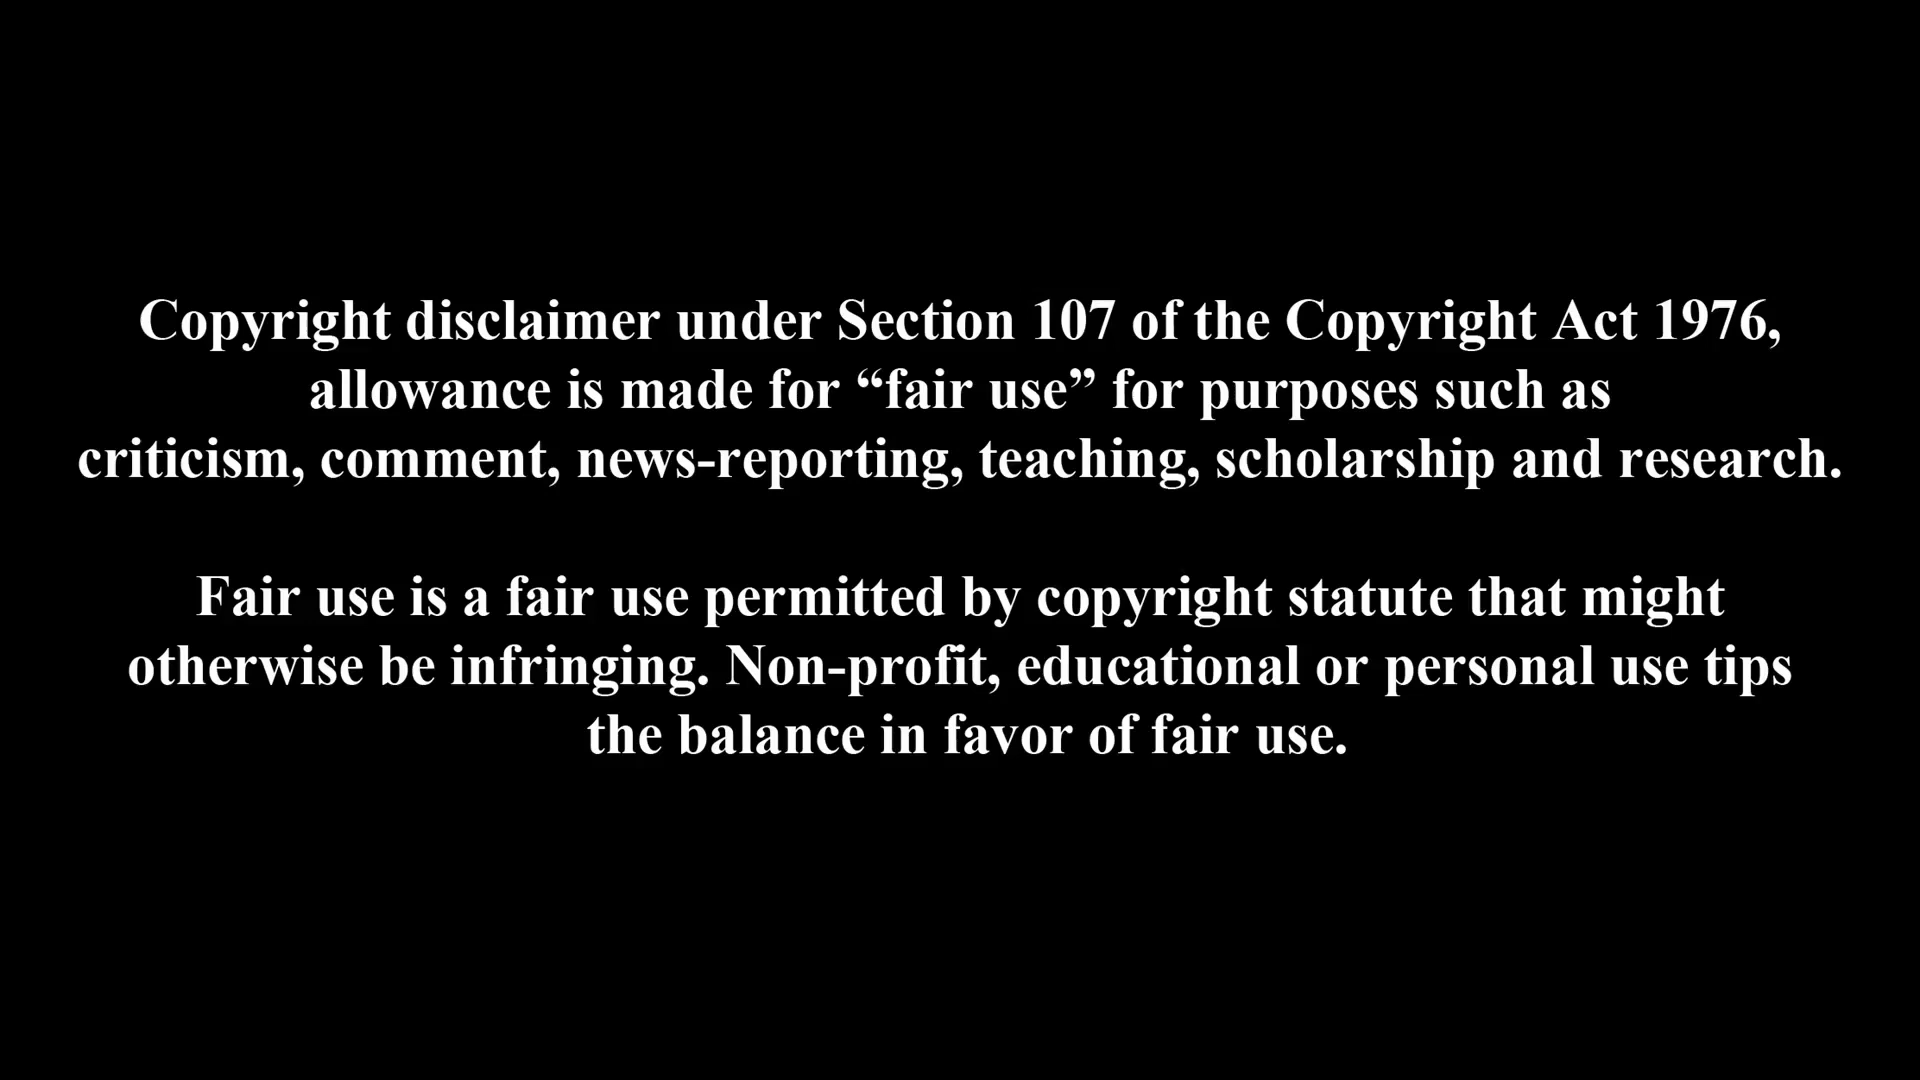 Copyright disclaimer under Section 107 of the Copyright Act 1976,
allowance is made for “fair use” for purposes such as
criticism, comment, news-reporting, teaching, scholarship and research.
Fair use is a fair use permitted by copyright statute that might
otherwise be infringing. Non-profit, educational or personal use tips
the balance in favor of fair use.